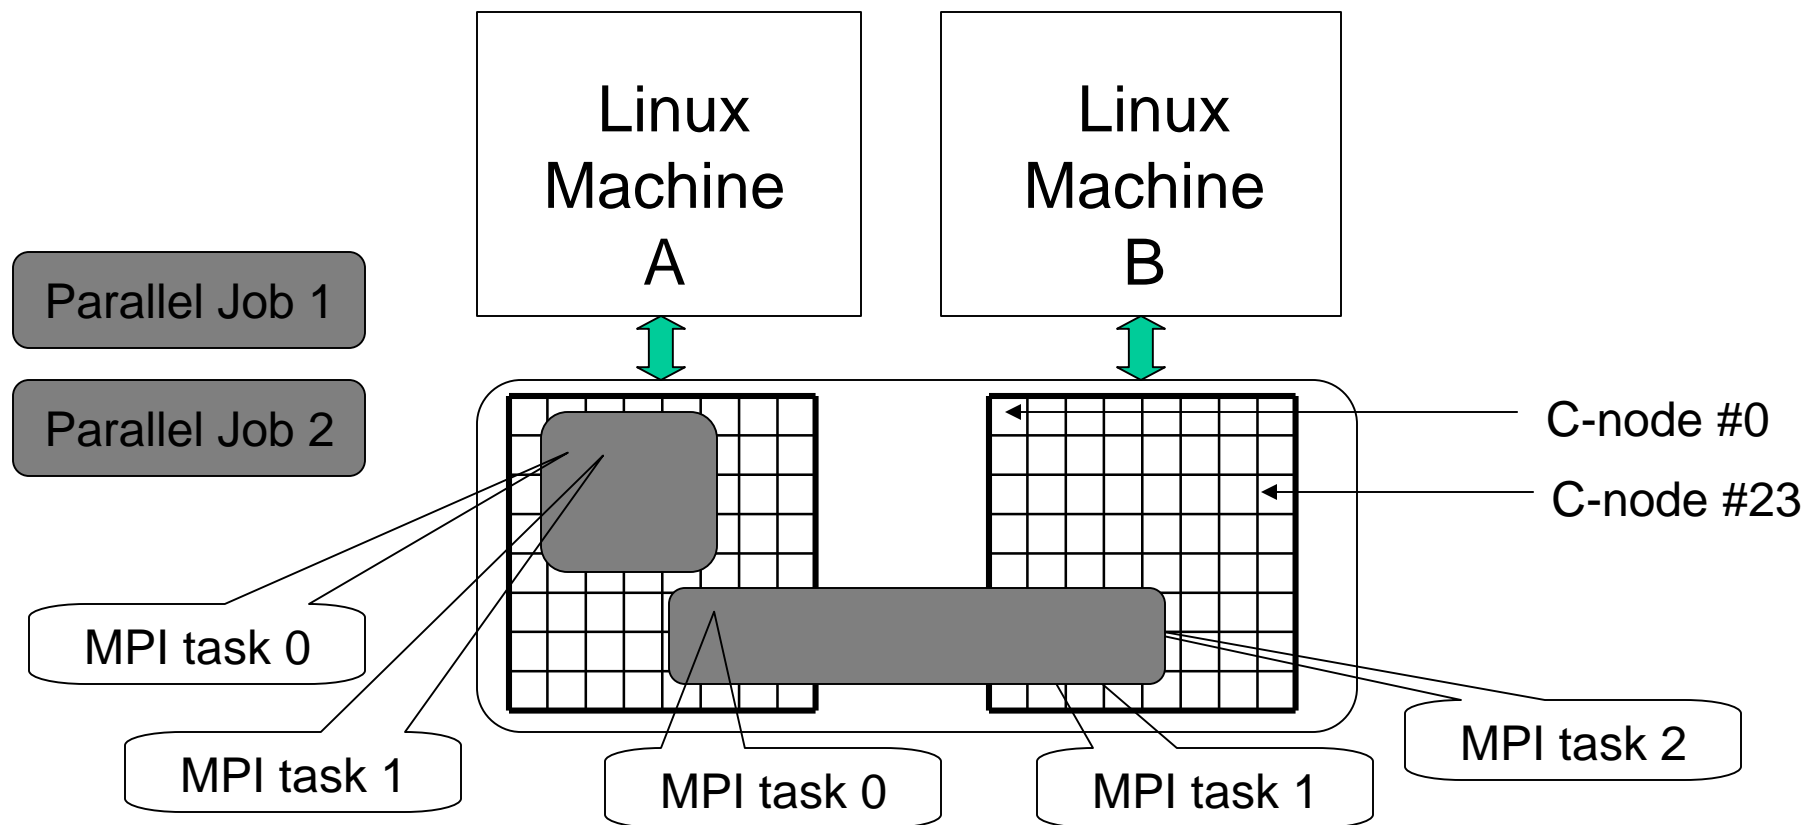 Linux
Machine
A
Linux
Machine
B
Parallel Job 1
Parallel Job 2
C-node #0
C-node #23
MPI task 0
MPI task 1
MPI task 0
MPI task 1
MPI task 2